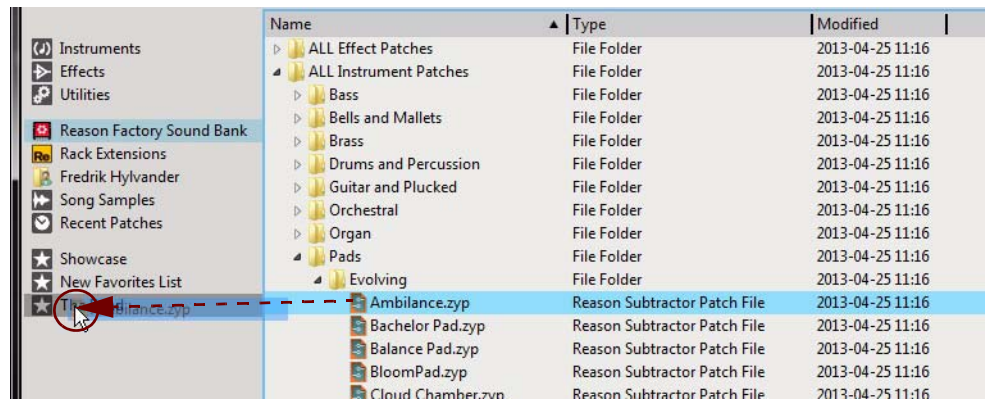 Name Type Modified
Instruments
Effects
Utilities
Reason Factory Sound Bank
Re Rack Extensions
Fredrik Hylvander
Song Samples
Recent Patches
Showcase
New Favorites List
ALL Effect Patches File Folder 2013-04-25 11:16
ALL Instrument Patches File Folder 2013-04-25 11:16
Bass File Folder 2013-04-25 11:16
Bells and Mallets File Folder 2013-04-25 11:16
Brass File Folder 2013-04-25 11:16
Drums and Percussion File Folder 2013-04-25 11:16
Guitar and Plucked File Folder 2013-04-25 11:16
Orchestral File Folder 2013-04-25 11:16
Organ File Folder 2013-04-25 11:16
Pads File Folder 2013-04-25 11:16
Evolving File Folder 2013-04-25 11:16
Ambilance.zyp Reason Subtractor Patch File 2013-04-25 11:16
Bachelor Pad.zyp Reason Subtractor Patch File 2013-04-25 11:16
Balance Pad.zyp Reason Subtractor Patch File 2013-04-25 11:16
BloomPad.zyp Reason Subtractor Patch File 2013-04-25 11:16
Cloud Chamber.zyp Reason Subtractor Patch File 2013-04-25 11:16